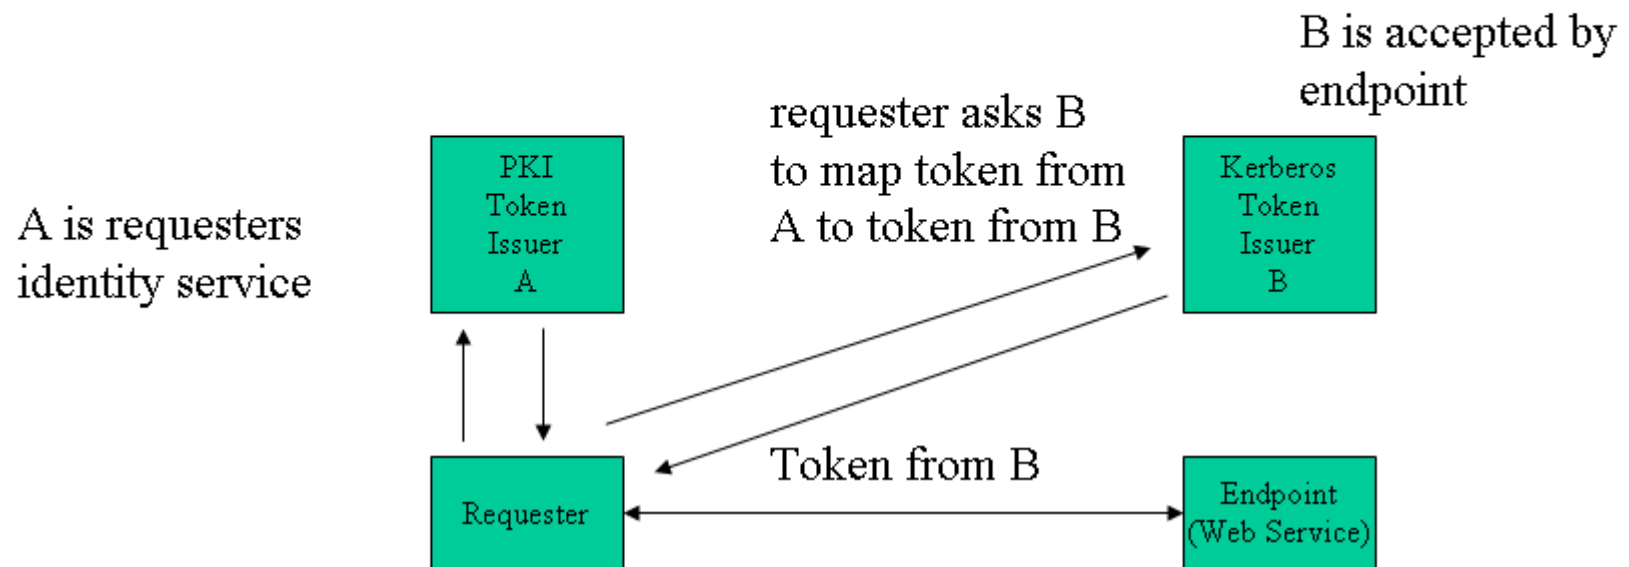 B is accepted by
endpoint
requester asks B
to map token from
A to token from B
PKI
Token
Issuer
A
Kerberos
Token
Issuer
B
A is requesters
identity service
Token from B
Requester
Endpoint
(Web Service)